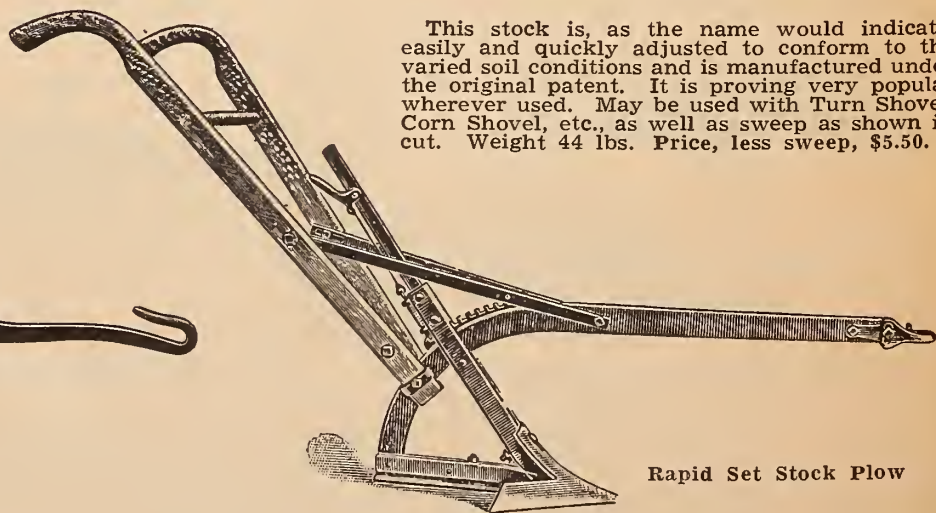 This stock is, as the name would indicat
easily and quickly adjusted to conform to th
varied soil conditions and is manufactured unde
the original patent. It is proving very popula
wherever used. May be used with Turn Shove
Corn Shovel, etc., as well as sweep as shown i
cut. Weight 44 lbs. Price, less sweep, $5.50.
Rapid Set Stock Plow